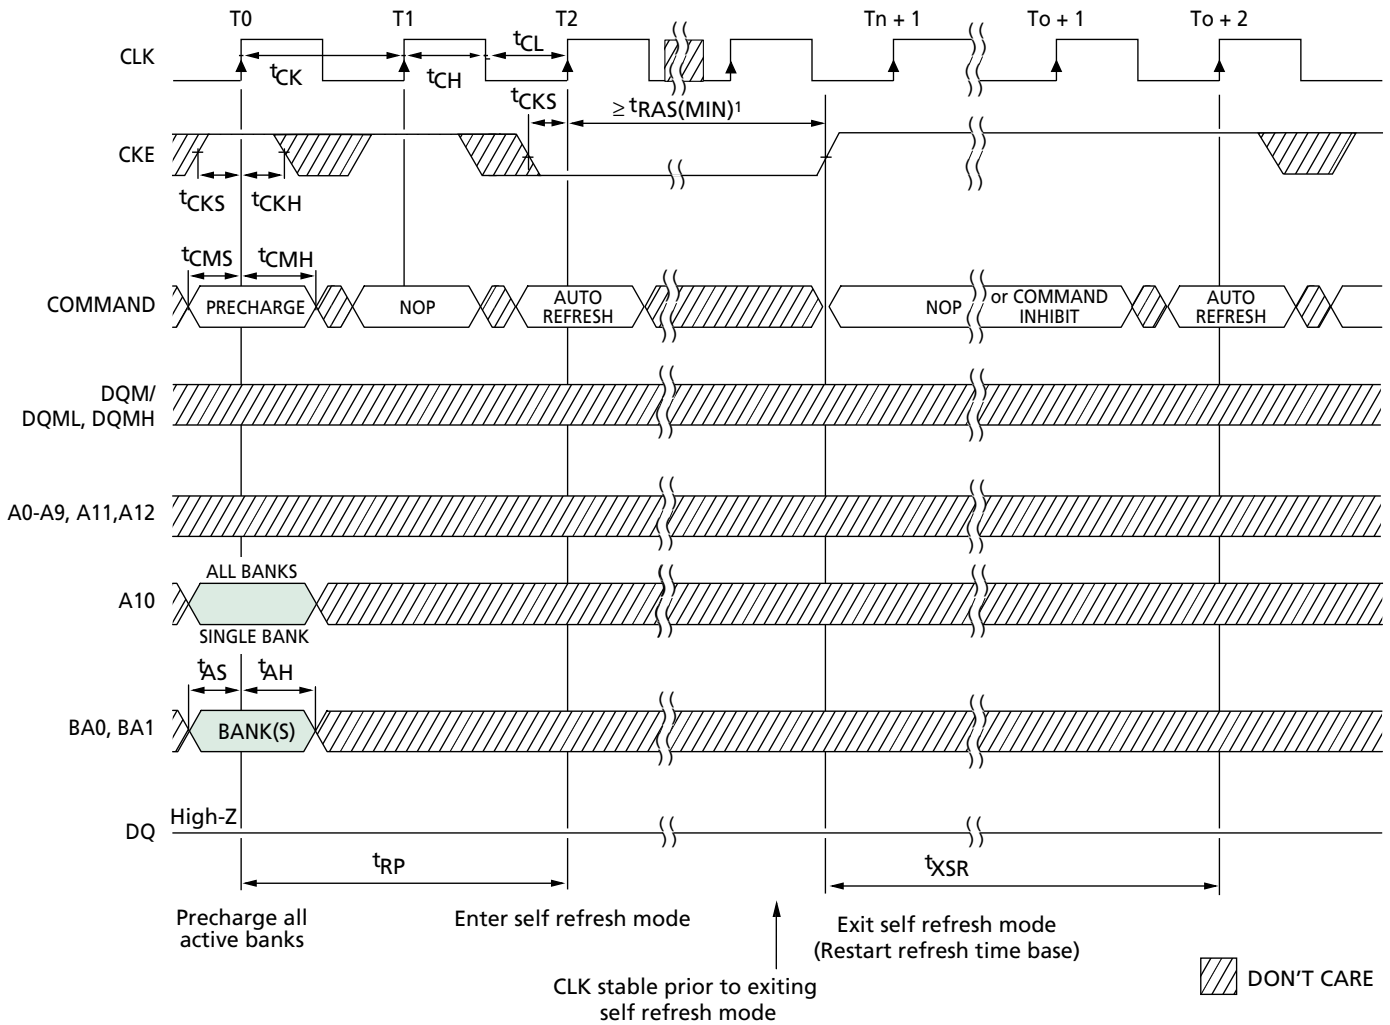 T0 T1 T2 Tn + 1 To + 1 To + 2
CLK
tCK tCH tCL
tCKS ≥ tRAS(MIN)1
CKE
tCKS tCKH
tCMS tCMH
COMMAND
PRECHARGE
NOP
AUTO
REFRESH
NOP
or COMMAND
INHIBIT
AUTO
REFRESH
DQM/
DQML, DQMH
A0-A9, A11,A12
ALL BANKS
A10
SINGLE BANK
tAS tAH
BA0, BA1
BANK(S)
High-Z
DQ
tRP tXSR
Precharge all
active banks
Enter self refresh mode
Exit self refresh mode
(Restart refresh time base)
CLK stable prior to exiting
self refresh mode
DON'T CARE